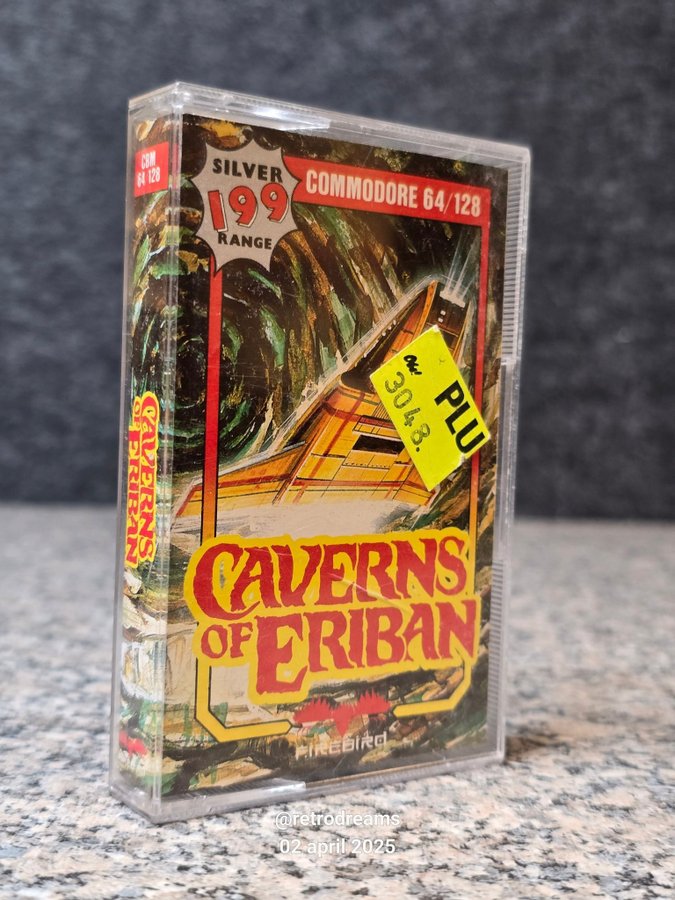 CBM
64 128
SILVER
199
RANGE
COMMODORE 64/128
3048.
PLU
CAVERNS
OF ERIBAN
CAVERNS
OF ERIBAN
FIREBIRD
@retrodreams
02 april 2025